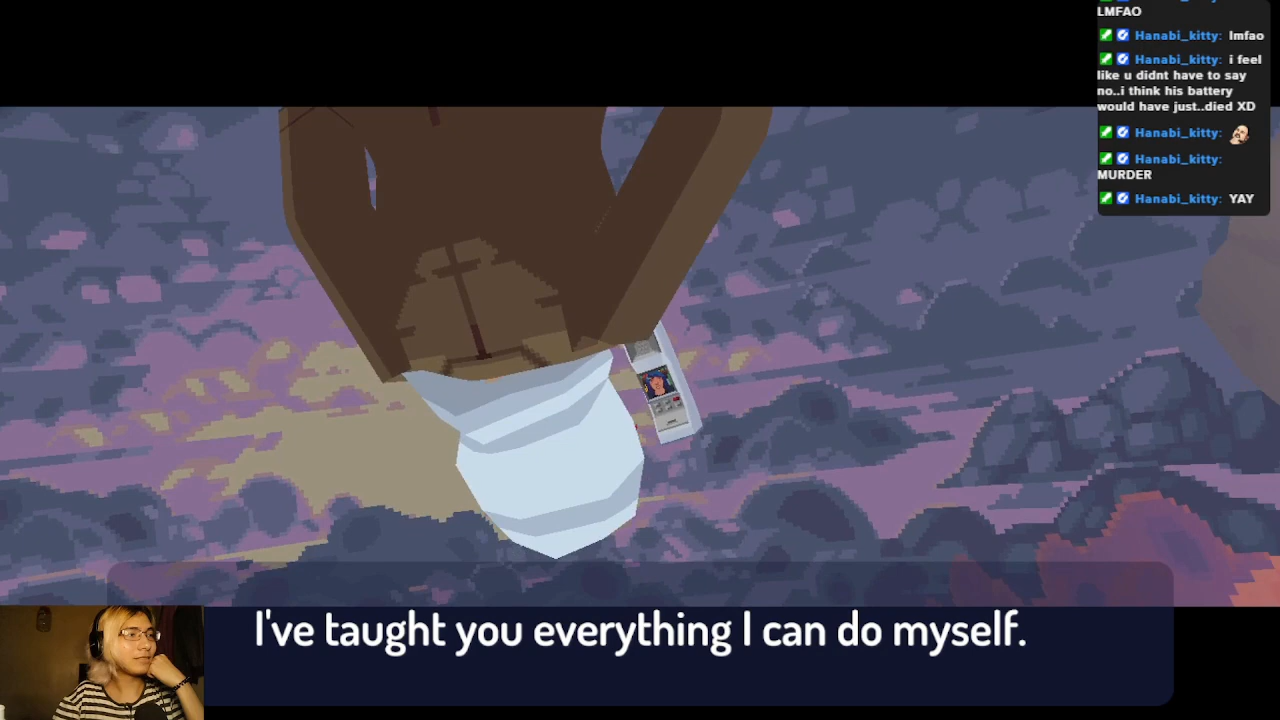 LMFAO
Hanabi_kitty: lmfao
Hanabi_kitty: i feel
like u didnt have to say
no..i think his battery
would have just..died XD
Hanabi_kitty:
Hanabi_kitty:
MURDER
Hanabi_kitty: YAY
I've taught you everything I can do myself.